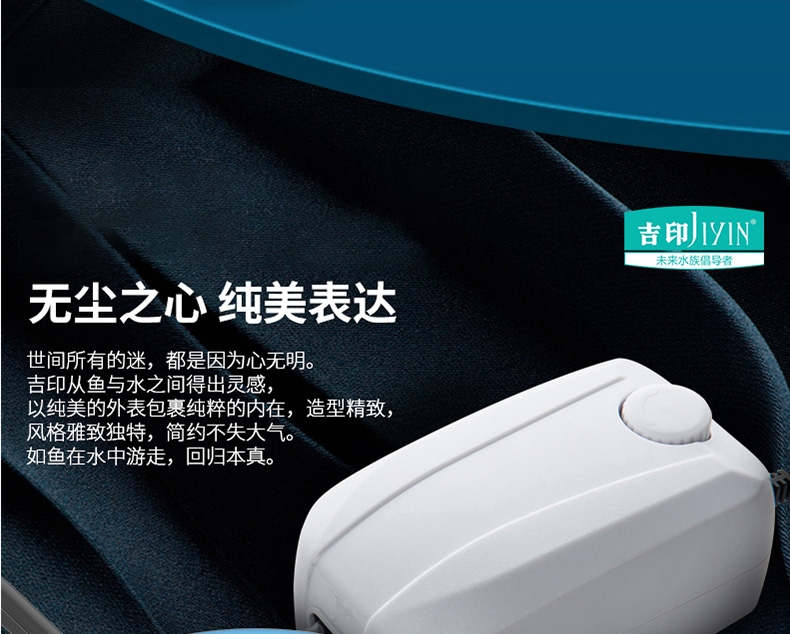 吉印JIYIN®
未来水族倡导者
无尘之心 纯美表达
世间所有的迷，都是因为心无明。
吉印从鱼与水之间得出灵感，
以纯美的外表包裹纯粹的内在，造型精致，
风格雅致独特，简约不失大气。
如鱼在水中游走，回归本真。